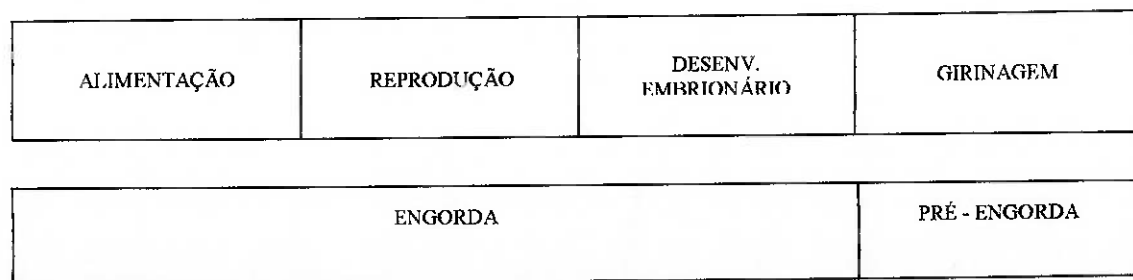 ALIMENTAÇÃO
REPRODUÇÃO
DESENV.
EMBRIONÁRIO
GIRINAGEM
ENGORDA
PRÉ - ENGORDA